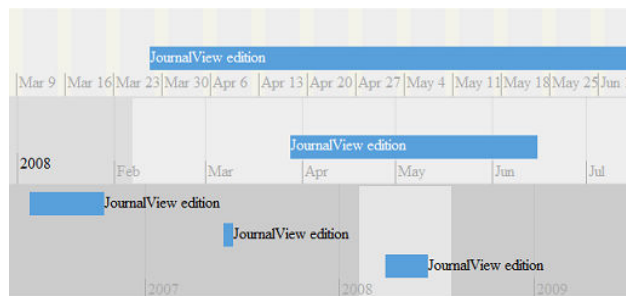 JournalView edition
Mar 9 Mar 16 Mar 23 Mar 30 Apr 6 Apr 13 Apr 20 Apr 27 May 4 May 11 May 18 May 25 Jun
JournalView edition
2008 Feb Mar Apr May Jun Jul
JournalView edition
JournalView edition
JournalView edition
2007 2008 2009